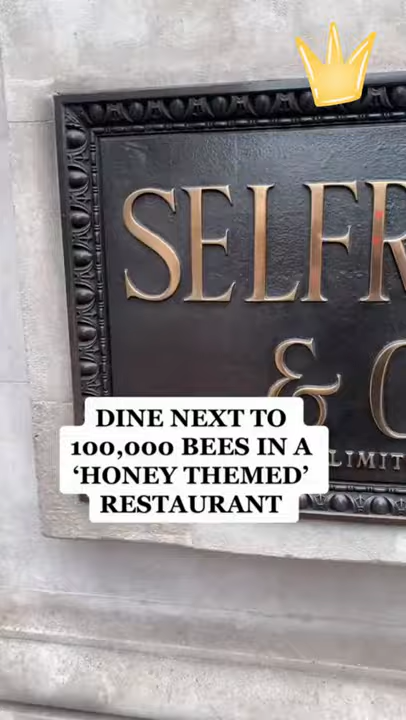 SELFR
& C
LIMIT
DINE NEXT TO
100,000 BEES IN A
‘HONEY THEMED’
RESTAURANT